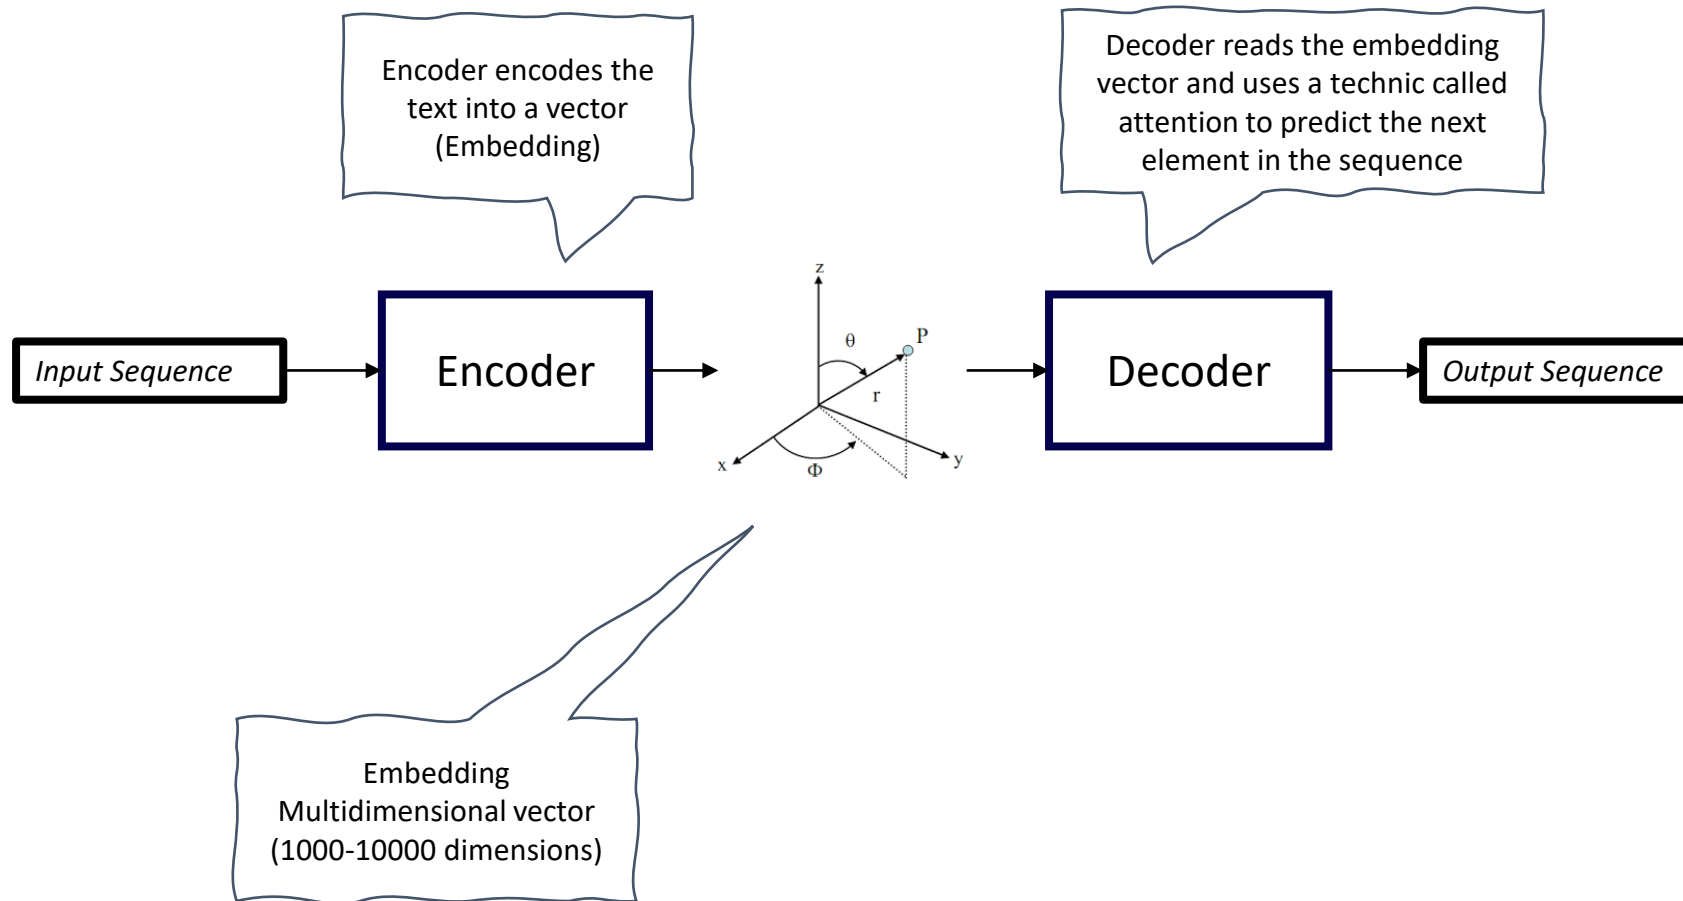 Encoder encodes the
text into a vector
(Embedding)
Decoder reads the embedding
vector and uses a technic called
attention to predict the next
element in the sequence
Input Sequence
Encoder
z
θ
P
r
x
Φ
y
Decoder
Output Sequence
Embedding
Multidimensional vector
(1000-10000 dimensions)